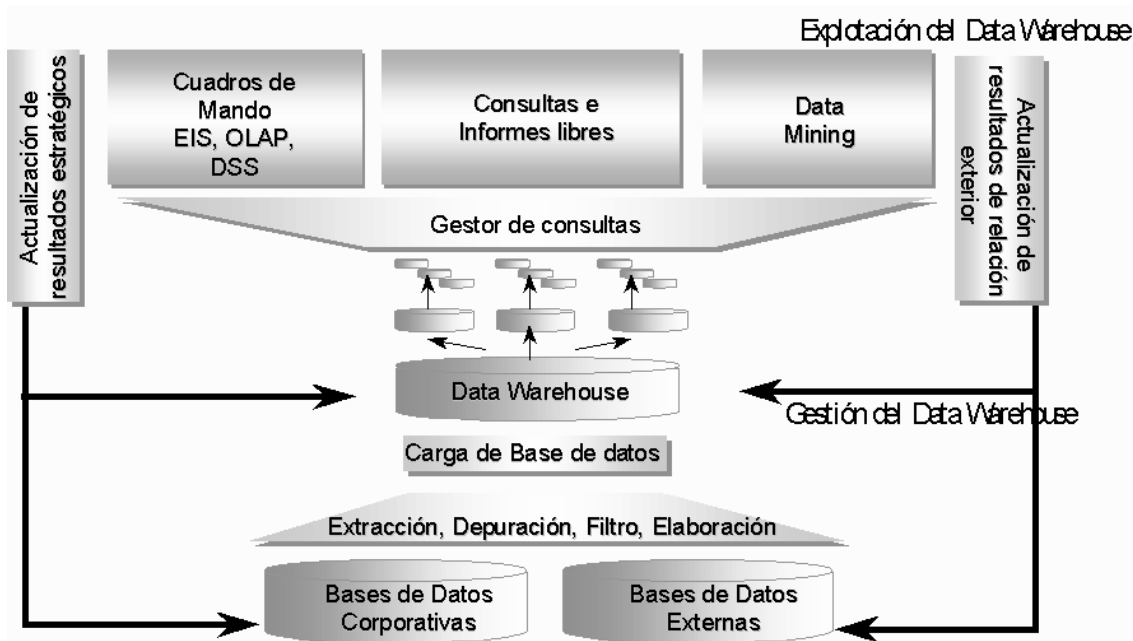 Explotación del Data Warehouse
Actualización de
resultados estratégicos
Cuadros de
Mando
EIS, OLAP,
DSS
Consultas e
Informes libres
Data
Mining
Actualización de
resultados de relación
exterior
Gestor de consultas
Data Warehouse
Gestión del Data Warehouse
Carga de Base de datos
Extracción, Depuración, Filtro, Elaboración
Bases de Datos
Corporativas
Bases de Datos
Externas